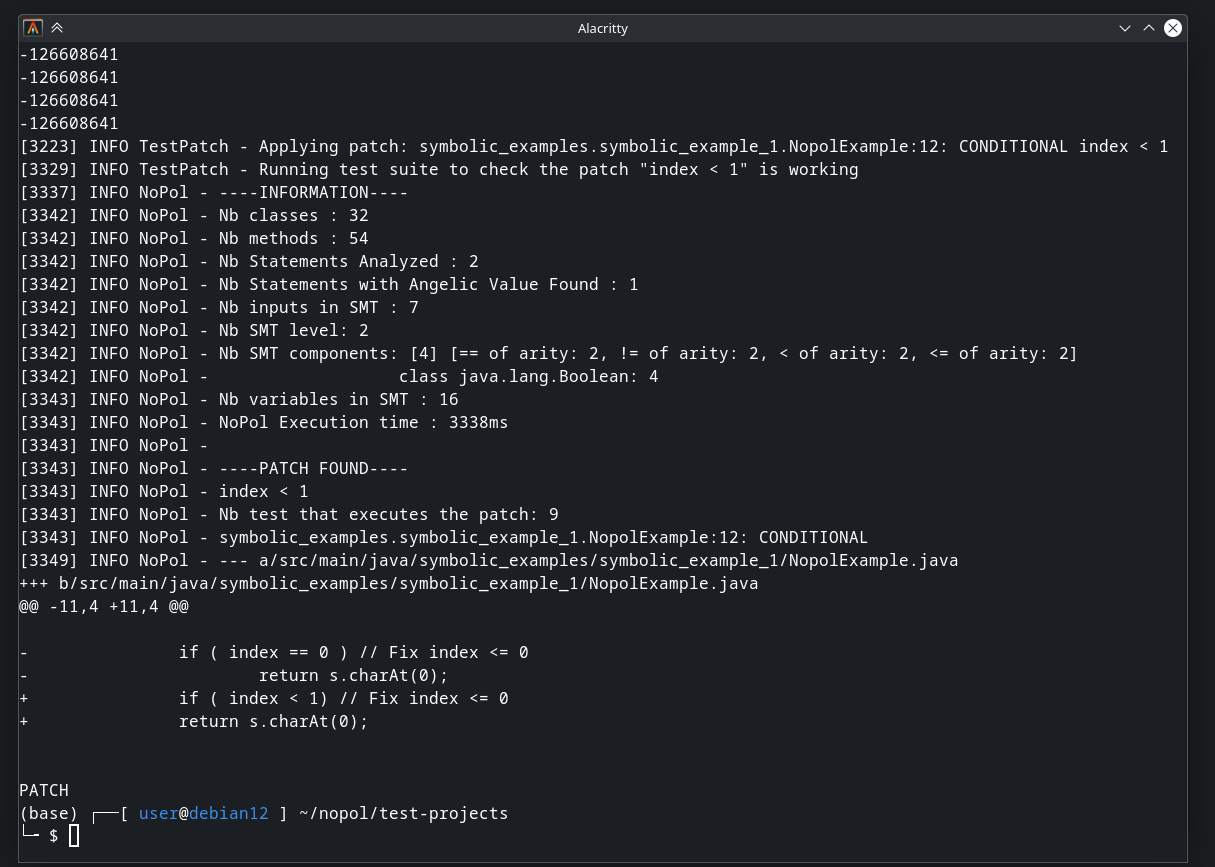 Alacritty
-126608641
-126608641
-126608641
-126608641
[3223] INFO TestPatch - Applying patch: symbolic_examples.symbolic_example_1.NopolExample:12: CONDITIONAL index < 1
[3329] INFO TestPatch - Running test suite to check the patch "index < 1" is working
[3337] INFO NoPol - ----INFORMATION----
[3342] INFO NoPol - Nb classes : 32
[3342] INFO NoPol - Nb methods : 54
[3342] INFO NoPol - Nb Statements Analyzed : 2
[3342] INFO NoPol - Nb Statements with Angelic Value Found : 1
[3342] INFO NoPol - Nb inputs in SMT : 7
[3342] INFO NoPol - Nb SMT level: 2
[3342] INFO NoPol - Nb SMT components: [4] [== of arity: 2, != of arity: 2, < of arity: 2, <= of arity: 2]
[3342] INFO NoPol -                   class java.lang.Boolean: 4
[3343] INFO NoPol - Nb variables in SMT : 16
[3343] INFO NoPol - NoPol Execution time : 3338ms
[3343] INFO NoPol -
[3343] INFO NoPol - ----PATCH FOUND----
[3343] INFO NoPol - index < 1
[3343] INFO NoPol - Nb test that executes the patch: 9
[3343] INFO NoPol - symbolic_examples.symbolic_example_1.NopolExample:12: CONDITIONAL
[3349] INFO NoPol - --- a/src/main/java/symbolic_examples/symbolic_example_1/NopolExample.java
+++ b/src/main/java/symbolic_examples/symbolic_example_1/NopolExample.java
@@ -11,4 +11,4 @@
-               if ( index == 0 ) // Fix index <= 0
-                       return s.charAt(0);
+               if ( index < 1) // Fix index <= 0
+               return s.charAt(0);
PATCH
(base) ┌──[ user@debian12 ] ~/nopol/test-projects
└─ $